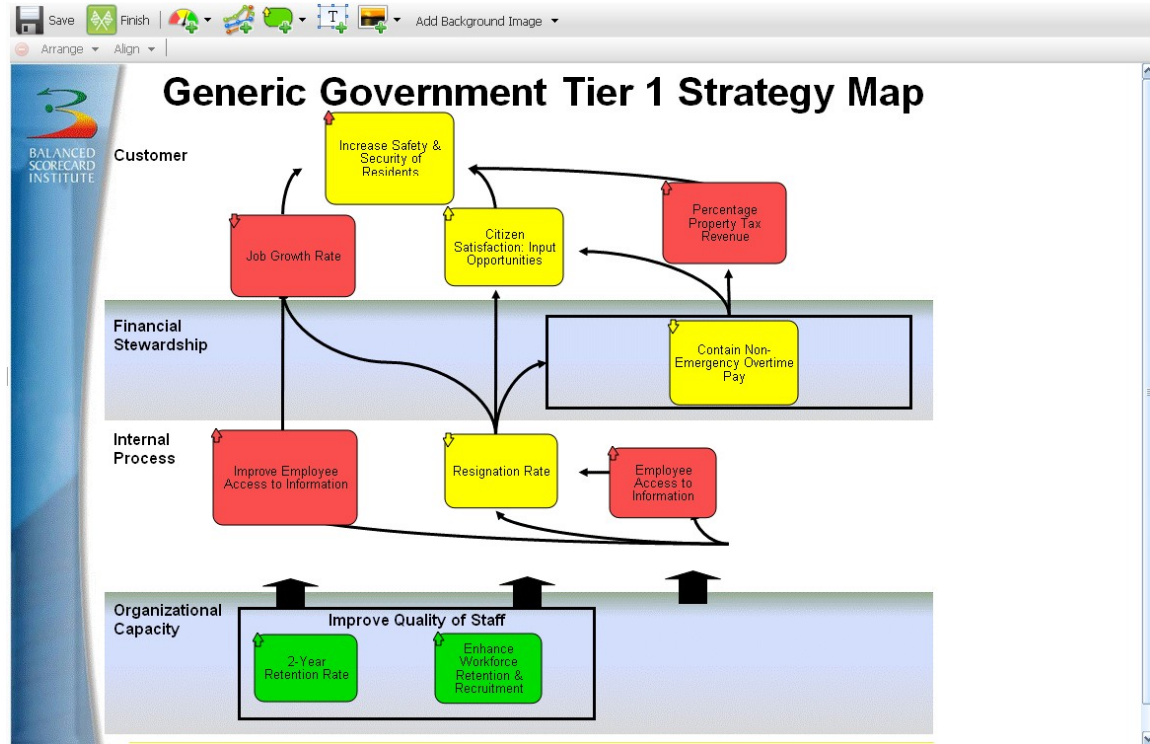 Save Finish Add Background Image
Arrange Align
Generic Government Tier 1 Strategy Map
BALANCED
SCORECARD
INSTITUTE
Customer
Increase Safety &
Security of
Residents
Job Growth Rate
Citizen
Satisfaction: Input
Opportunities
Percentage
Property Tax
Revenue
Financial
Stewardship
Contain Non-
Emergency Overtime
Pay
Internal
Process
Improve Employee
Access to Information
Resignation Rate
Employee
Access to
Information
Organizational
Capacity
Improve Quality of Staff
2-Year
Retention Rate
Enhance
Workforce
Retention &
Recruitment